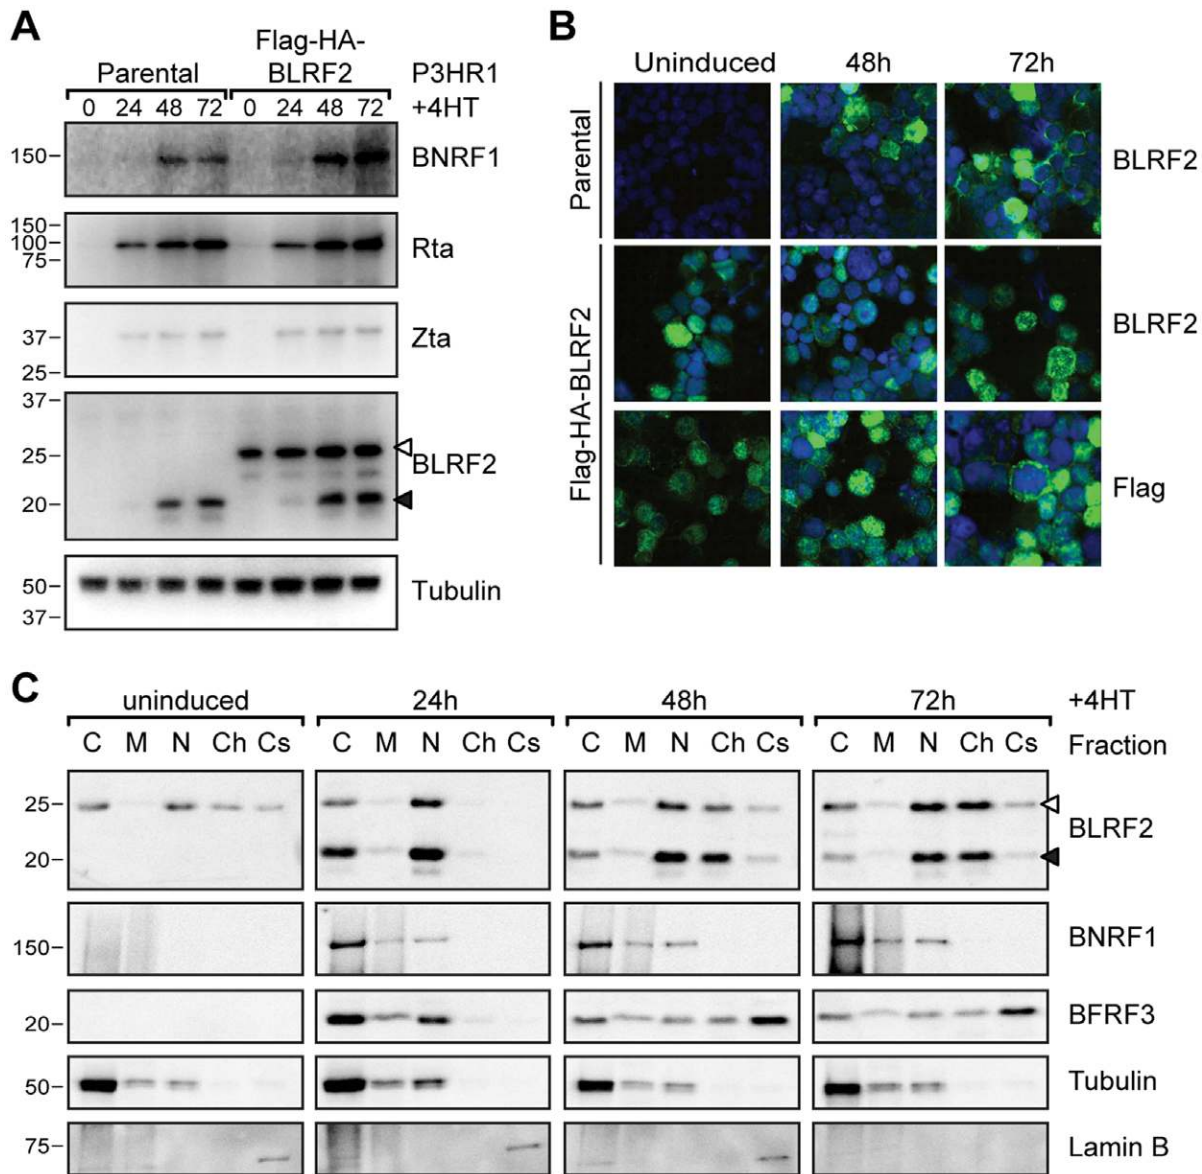 A
Flag-HA-
Parental BLRF2 P3HR1
0 24 48 72 0 24 48 72 +4HT
150 BNRF1
150
100 Rta
75
37 Zta
25
37
25 BLRF2
20
50 Tubulin
37
B
Uninduced 48h 72h
Parental BLRF2
Flag-HA-BLRF2 BLRF2
Flag
C
uninduced 24h 48h 72h +4HT
C M N Ch Cs C M N Ch Cs C M N Ch Cs C M N Ch Cs Fraction
25
BLRF2
20
150 BNRF1
20 BFRF3
50 Tubulin
75 Lamin B